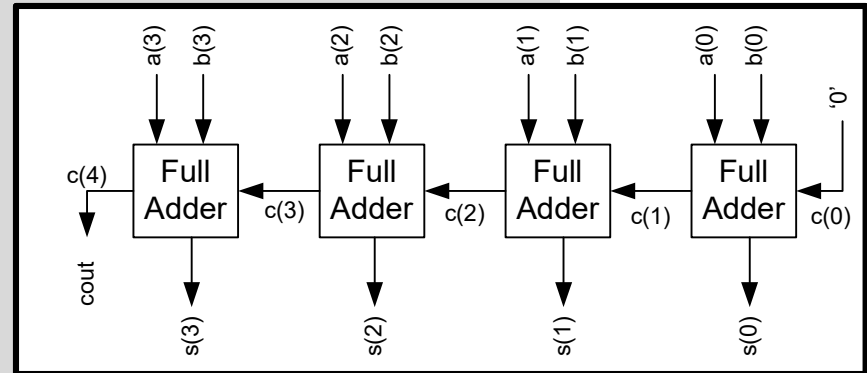 a(3) b(3) a(2) b(2) a(1) b(1) a(0) b(0) ‘0’
Full Adder
Full Adder
Full Adder
Full Adder
c(4) c(3) c(2) c(1) c(0)
cout s(3) s(2) s(1) s(0)